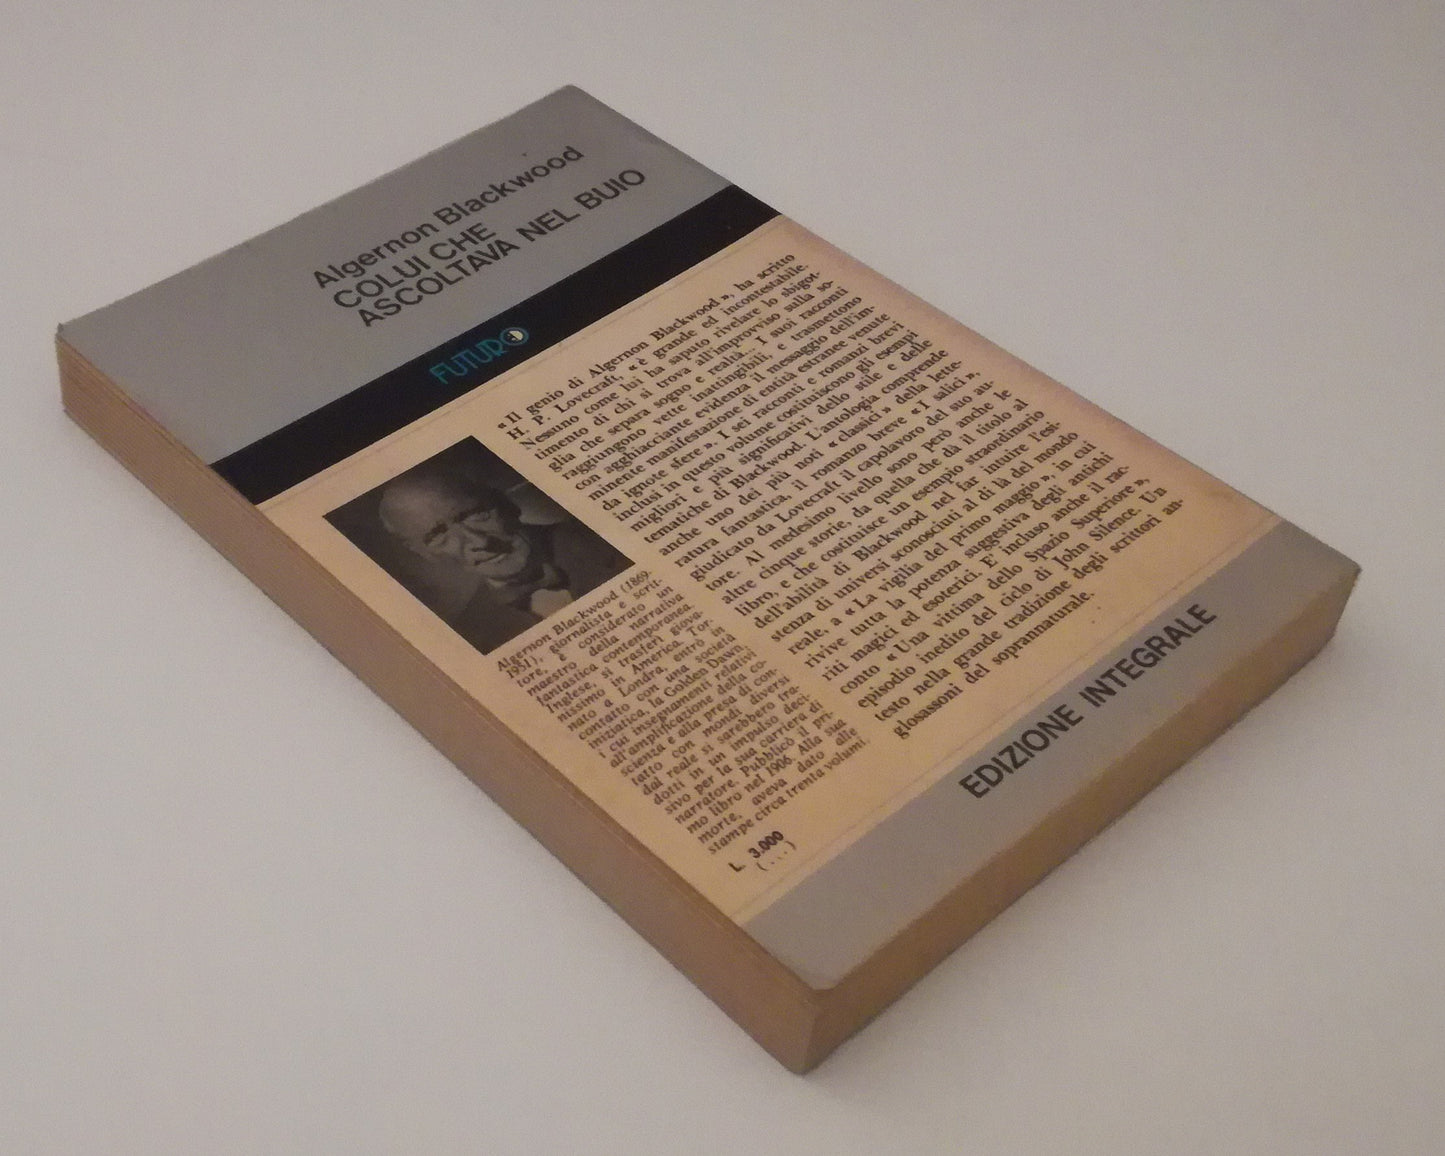 Algernon Blackwood
COLUI CHE
ASCOLTAVA NEL BUIO
FUTURO
« Il genio di Algernon Blackwood », ha scritto
H. P. Lovecraft, « è grande ed incontestabile.
Nessuno come lui ha saputo rivelare lo sbigot-
timento di chi si trova all'improvviso sulla so-
glia che separa sogno e realtà... I suoi racconti
raggiungono vette inattingibili, e trasmettono
con agghiacciante evidenza il messaggio dell'im-
minente manifestazione di entità estranee venute
da ignote sfere ». I sei racconti e romanzi brevi
inclusi in questo volume costituiscono gli esempi
migliori e più significativi dello stile e delle
tematiche di Blackwood. L'antologia comprende
anche uno dei più noti « classici » della lette-
ratura fantastica, il romanzo breve « I salici »,
giudicato da Lovecraft il capolavoro del suo au-
tore. Al medesimo livello sono però anche le
altre cinque storie, da quella che dà il titolo al
libro, e che costituisce un esempio straordinario
dell'abilità di Blackwood nel far intuire l'esi-
stenza di universi sconosciuti al di là del mondo
reale, a « La vigilia del primo maggio », in cui
rivive tutta la potenza suggestiva degli antichi
riti magici ed esoterici. E' incluso anche il rac-
conto « Una vittima dello Spazio Superiore »,
episodio inedito del ciclo di John Silence. Un
testo nella grande tradizione degli scrittori an-
glosassoni del soprannaturale.
Algernon Blackwood (1869-
1951), giornalista e scrit-
tore, è considerato un
maestro della narrativa
fantastica contemporanea.
Inglese, si trasferì giova-
nissimo in America. Tor-
nato a Londra, entrò in
contatto con una società
iniziatica, la Golden Dawn,
i cui insegnamenti relativi
all'amplificazione della co-
scienza e alla presa di con-
tatto con mondi diversi
dal reale si sarebbero tra-
dotti in un impulso deci-
sivo per la sua carriera di
narratore. Pubblicò il pri-
mo libro nel 1906. Alla sua
morte, aveva dato alle
stampe circa trenta volumi.
L. 3.000
(...)
EDIZIONE INTEGRALE